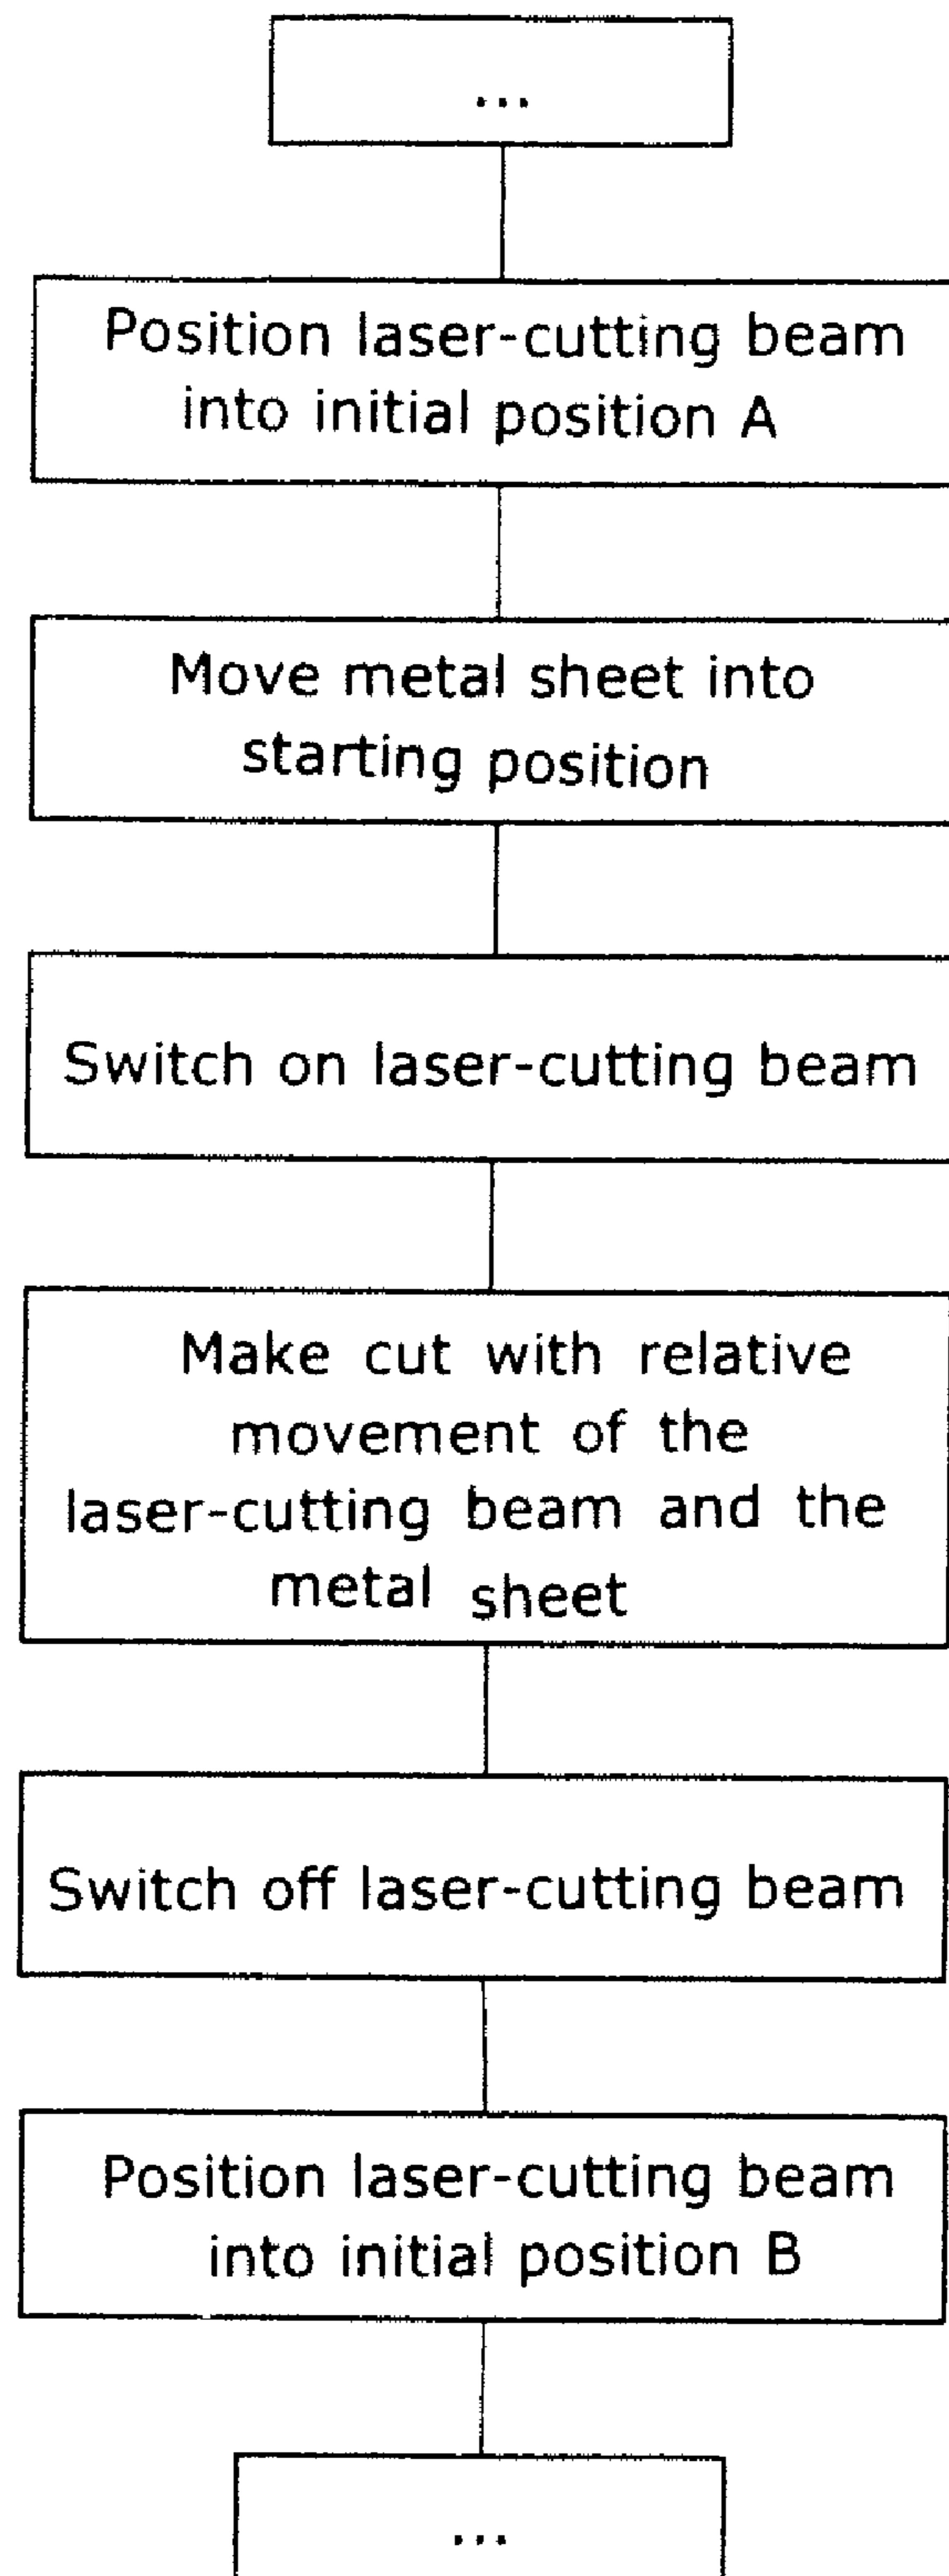 ...
Position laser-cutting beam
into initial position A
Move metal sheet into
starting position
Switch on laser-cutting beam
Make cut with relative
movement of the
laser-cutting beam and the
metal sheet
Switch off laser-cutting beam
Position laser-cutting beam
into initial position B
...